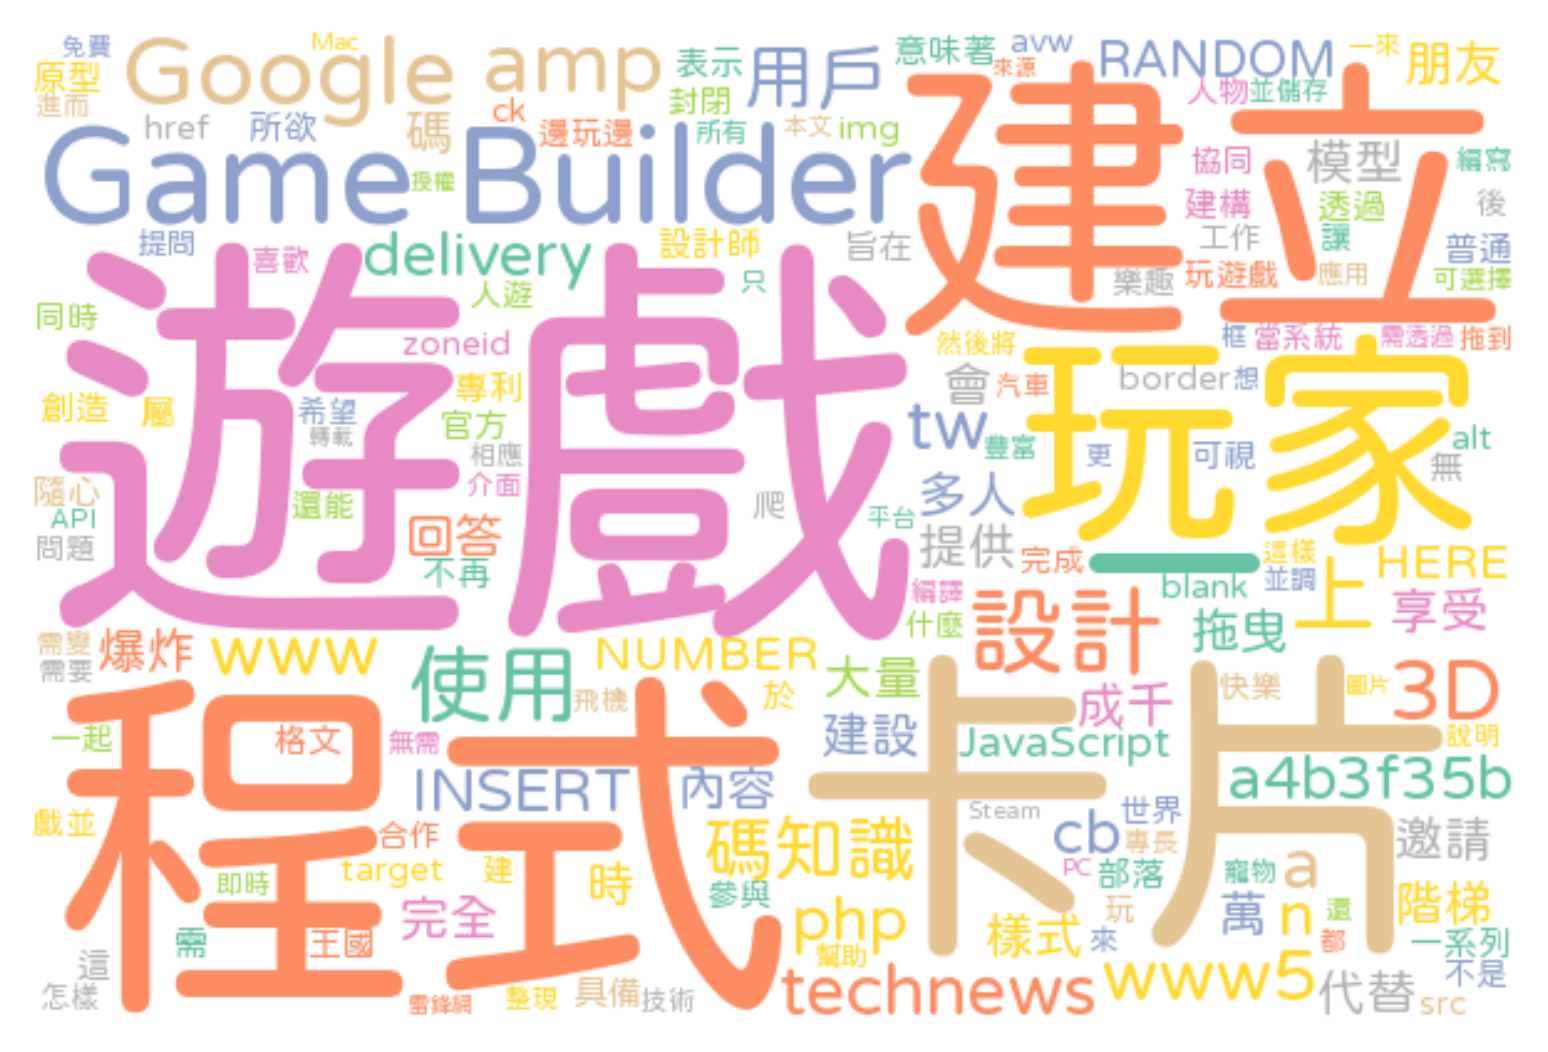 免費
Mac
Google
amp
表示
用戶
意味著
avw
來源
RANDOM
一來
朋友
原型
進而
封閉
人物
並儲存
href
所欲
碼
ck
邊玩邊
所有
本文
img
建立
Game Builder
授權
協同
模型
編寫
建構
透過
後
提問
喜歡
delivery
設計師
旨在
工作
讓
普通
人遊
只
樂趣
玩遊戲
應用
可選擇
同時
遊戲
zoneid
然後將
框
當系統
需透過
拖到
創造
屬
希望
轉載
專利
官方
會
汽車
border
想
玩家
tw
豐富
更
可視
alt
無
相應
介面
隨心
API
問題
還能
回答
不再
爬
平台
多人
提供
完成
這樣
HERE
blank
並調
上
編譯
什麼
設計
拖曳
享受
需變
需要
爆炸
www
使用
NUMBER
飛機
於
大量
成千
快樂
圖片
3D
一起
格文
無需
程式
卡片
建設
JavaScript
說明
INSERT
內容
a4b3f35b
戲並
合作
碼知識
Steam
cb
世界
專長
邀請
target
建
即時
時
參與
PC
部落
寵物
a
完全
php
樣式
玩
來
萬
n
還
都
階梯
需
王國
幫助
一系列
這
怎樣
雷鋒網
整現
具備
技術
technews
www5
代替
不是
src